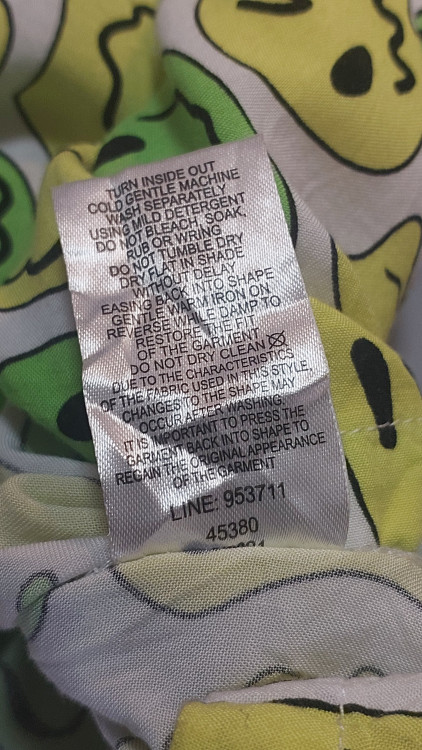 TURN INSIDE OUT
COLD GENTLE MACHINE
WASH SEPARATELY
USING MILD DETERGENT
DO NOT BLEACH, SOAK,
RUB OR WRING
DO NOT TUMBLE DRY
DRY FLAT IN SHADE
WITHOUT DELAY
EASING BACK INTO SHAPE
GENTLE WARM IRON ON
REVERSE WHILE DAMP TO
RESTORE THE FIT
OF THE GARMENT
DO NOT DRY CLEAN
DUE TO THE CHARACTERISTICS
OF THE FABRIC USED IN THIS STYLE,
CHANGES TO THE SHAPE MAY
OCCUR AFTER WASHING.
IT IS IMPORTANT TO PRESS THE
GARMENT BACK INTO SHAPE TO
REGAIN THE ORIGINAL APPEARANCE
OF THE GARMENT
LINE: 953711
45380